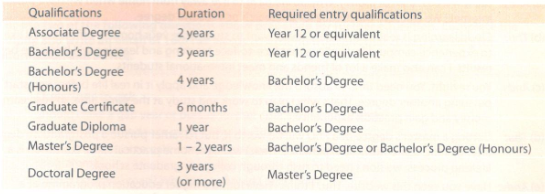 Qualifications Duration Required entry qualifications
Associate Degree 2 years Year 12 or equivalent
Bachelor's Degree 3 years Year 12 or equivalent
Bachelor's Degree
(Honours) 4 years Bachelor's Degree
Graduate Certificate 6 months Bachelor's Degree
Graduate Diploma 1 year Bachelor's Degree
Master's Degree 1 – 2 years Bachelor's Degree or Bachelor's Degree (Honours)
Doctoral Degree 3 years
(or more) Master's Degree